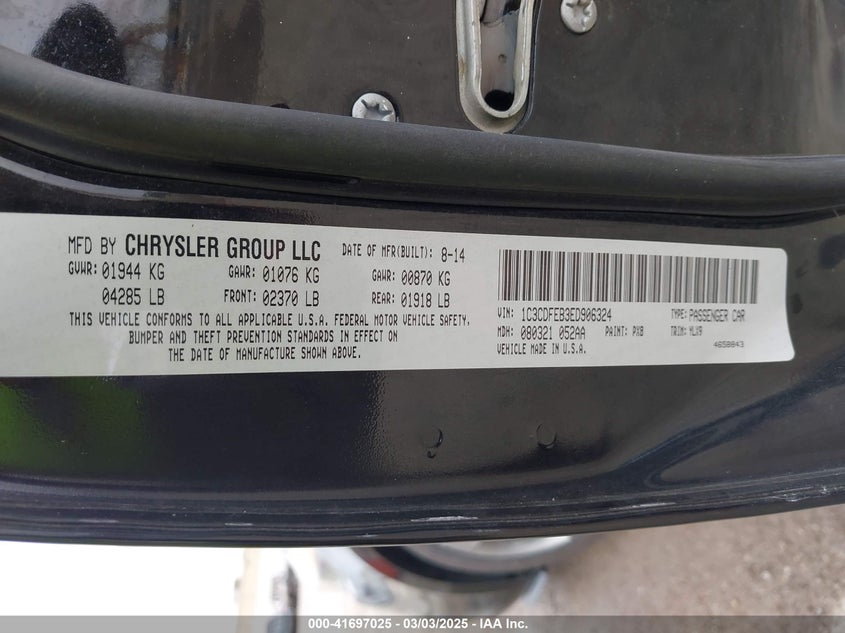 MFD BY CHRYSLER GROUP LLC DATE OF MFR(BUILT): 8-14
GVWR: 01944 KG GAWR: 01076 KG GAWR: 00870 KG
04285 LB FRONT: 02370 LB REAR: 01918 LB
THIS VEHICLE CONFORMS TO ALL APPLICABLE U.S.A. FEDERAL MOTOR VEHICLE SAFETY,
BUMPER AND THEFT PREVENTION STANDARDS IN EFFECT ON
THE DATE OF MANUFACTURE SHOWN ABOVE.
VIN: 1C3CDFEB3ED906324 TYPE: PASSENGER CAR
MDH: 080321 052AA PAINT: PXB TRIM: YLX9
VEHICLE MADE IN U.S.A. 4658843
000-41697025 - 03/03/2025 - IAA Inc.